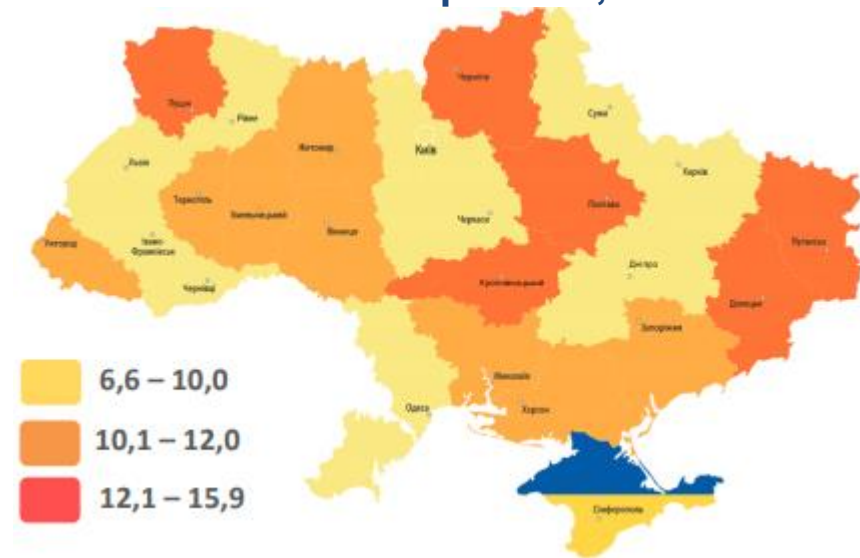 Чернігів
Суми
Луцьк
Рівне
Житомир
Київ
Львів
Харків
Тернопіль
Хмельницький
Полтава
Черкаси
Вінниця
Ужгород
Івано-
Франківськ
Луганськ
Дніпро
Чернівці
Кропивницький
Донецьк
Запоріжжя
6,6 – 10,0
Миколаїв
Одеса
Херсон
10,1 – 12,0
12,1 – 15,9
Сімферополь